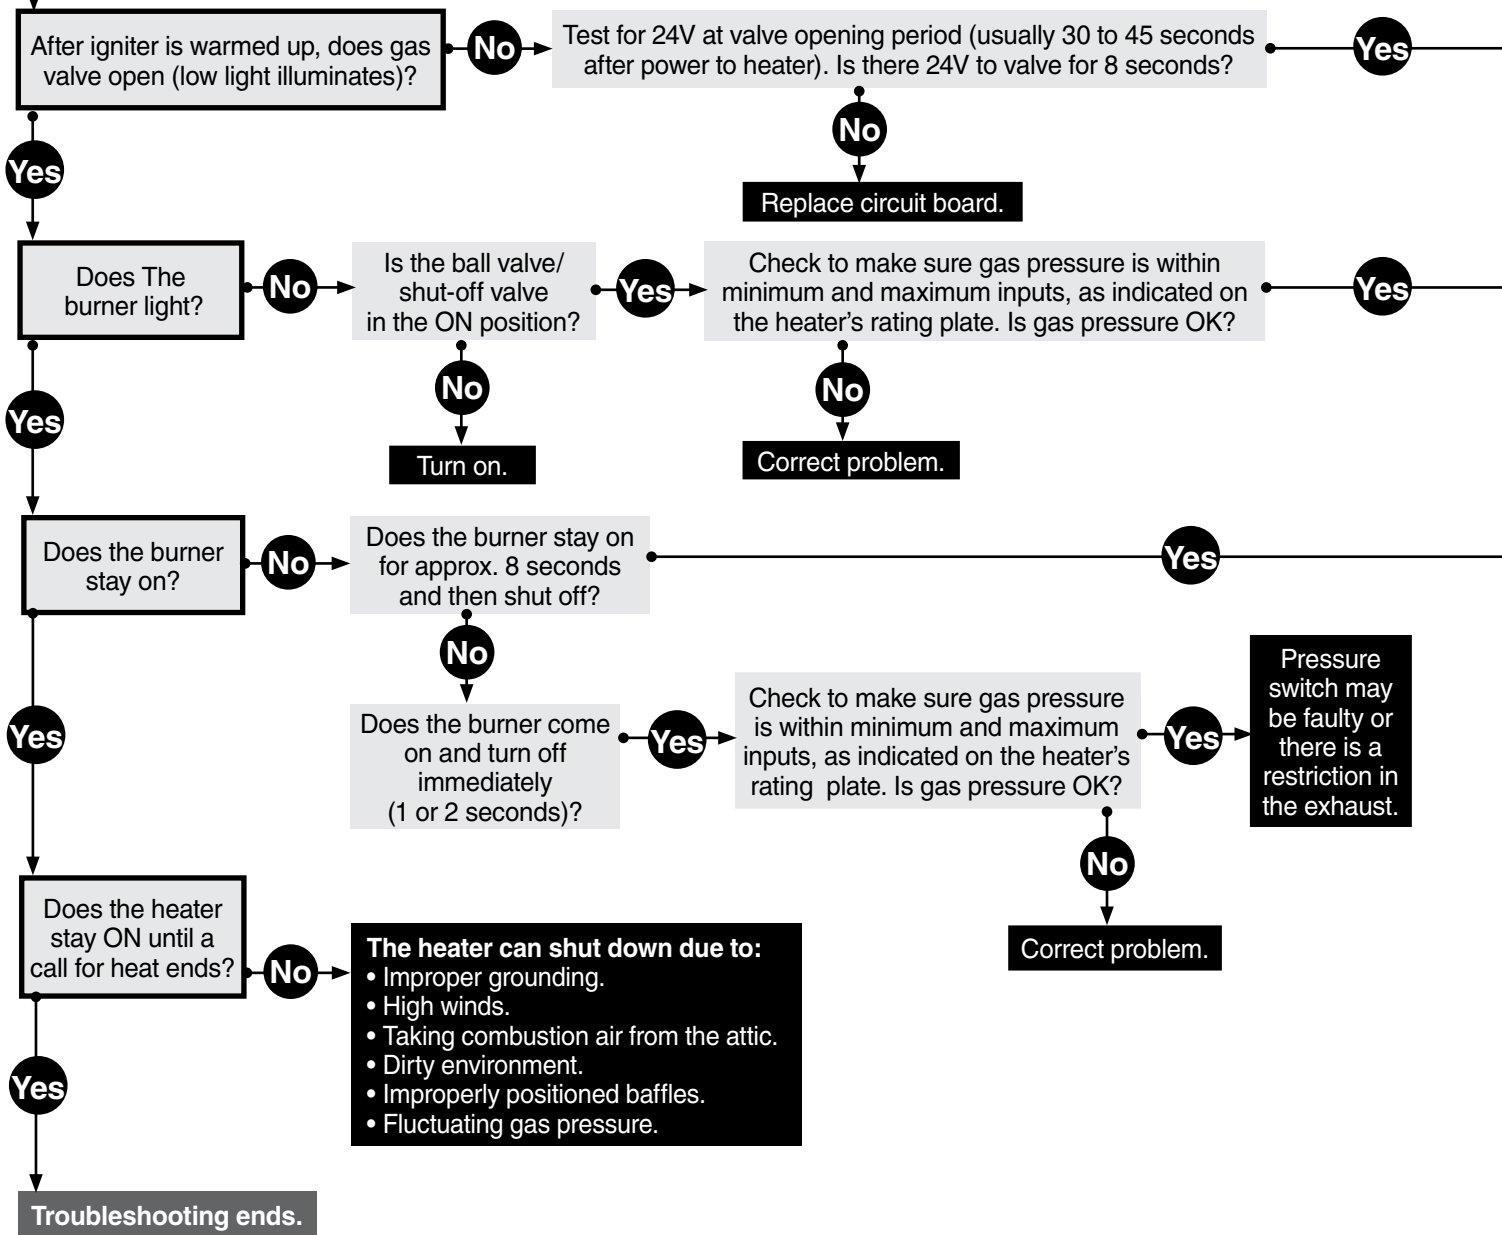 After igniter is warmed up, does gas
valve open (low light illuminates)?
No
Test for 24V at valve opening period (usually 30 to 45 seconds
after power to heater). Is there 24V to valve for 8 seconds?
Yes
No
Replace circuit board.
Yes
Does The
burner light?
No
Is the ball valve/
shut-off valve
in the ON position?
Yes
Check to make sure gas pressure is within
minimum and maximum inputs, as indicated on
the heater's rating plate. Is gas pressure OK?
Yes
No
Turn on.
No
Correct problem.
Yes
Does the burner
stay on?
No
Does the burner stay on
for approx. 8 seconds
and then shut off?
Yes
No
Does the burner come
on and turn off
immediately
(1 or 2 seconds)?
Yes
Check to make sure gas pressure
is within minimum and maximum
inputs, as indicated on the heater's
rating plate. Is gas pressure OK?
Yes
Pressure
switch may
be faulty or
there is a
restriction in
the exhaust.
No
Correct problem.
Yes
Does the heater
stay ON until a
call for heat ends?
No
The heater can shut down due to:
• Improper grounding.
• High winds.
• Taking combustion air from the attic.
• Dirty environment.
• Improperly positioned baffles.
• Fluctuating gas pressure.
Yes
Troubleshooting ends.